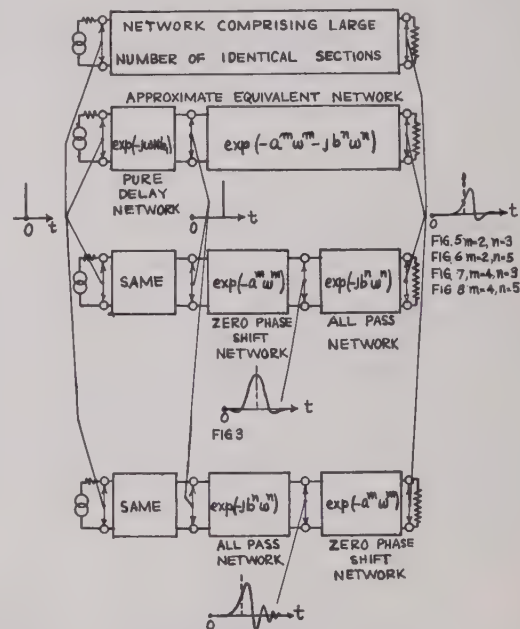 NETWORK COMPRISING LARGE
NUMBER OF IDENTICAL SECTIONS
APPROXIMATE EQUIVALENT NETWORK
exp(-a^m ω^m - jb^n ω^n)
PURE
DELAY
NETWORK
O t
O t
O t
FIG. 5 m=2, n=3
FIG. 6 m=2, n=5
FIG. 7, m=4, n=3
FIG 8 m=4, n=5
SAME
exp(-a^m ω^m)
exp(-jb^n ω^n)
ZERO PHASE
SHIFT
NETWORK
ALL PASS
NETWORK
O t
FIG 3
SAME
exp(-jb^n ω^n)
exp(-a^m ω^m)
ALL PASS
NETWORK
ZERO PHASE
SHIFT
NETWORK
O t